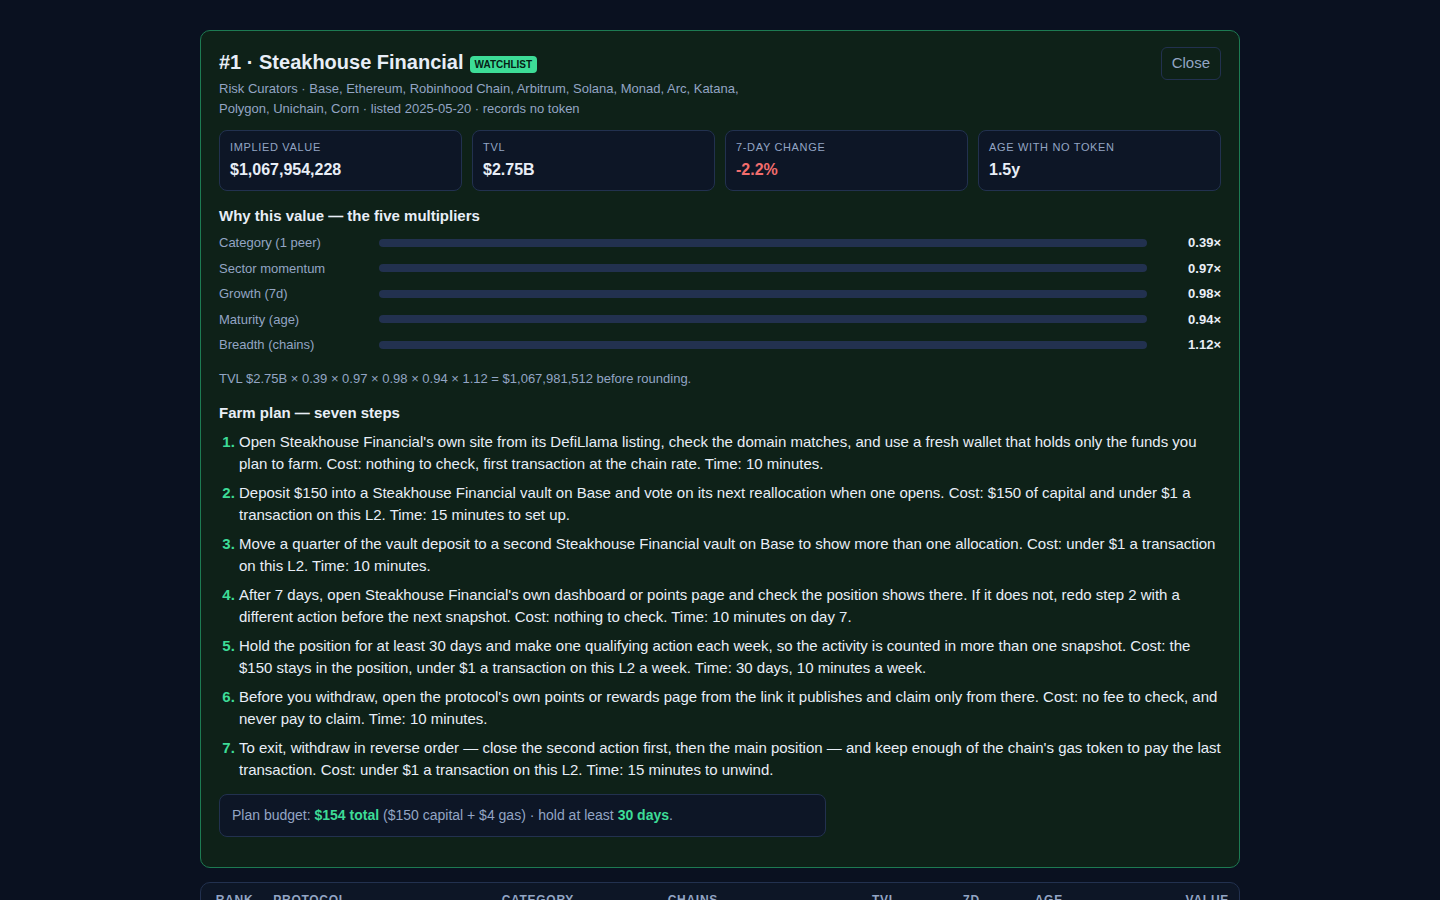 #1 · Steakhouse Financial WATCHLIST
Close
Risk Curators · Base, Ethereum, Robinhood Chain, Arbitrum, Solana, Monad, Arc, Katana,
Polygon, Unichain, Corn · listed 2025-05-20 · records no token
IMPLIED VALUE
$1,067,954,228
TVL
$2.75B
7-DAY CHANGE
-2.2%
AGE WITH NO TOKEN
1.5y
Why this value — the five multipliers
Category (1 peer) 0.39×
Sector momentum 0.97×
Growth (7d) 0.98×
Maturity (age) 0.94×
Breadth (chains) 1.12×
TVL $2.75B × 0.39 × 0.97 × 0.98 × 0.94 × 1.12 = $1,067,981,512 before rounding.
Farm plan — seven steps
1. Open Steakhouse Financial's own site from its DefiLlama listing, check the domain matches, and use a fresh wallet that holds only the funds you
plan to farm. Cost: nothing to check, first transaction at the chain rate. Time: 10 minutes.
2. Deposit $150 into a Steakhouse Financial vault on Base and vote on its next reallocation when one opens. Cost: $150 of capital and under $1 a
transaction on this L2. Time: 15 minutes to set up.
3. Move a quarter of the vault deposit to a second Steakhouse Financial vault on Base to show more than one allocation. Cost: under $1 a transaction
on this L2. Time: 10 minutes.
4. After 7 days, open Steakhouse Financial's own dashboard or points page and check the position shows there. If it does not, redo step 2 with a
different action before the next snapshot. Cost: nothing to check. Time: 10 minutes on day 7.
5. Hold the position for at least 30 days and make one qualifying action each week, so the activity is counted in more than one snapshot. Cost: the
$150 stays in the position, under $1 a transaction on this L2 a week. Time: 30 days, 10 minutes a week.
6. Before you withdraw, open the protocol's own points or rewards page from the link it publishes and claim only from there. Cost: no fee to check, and
never pay to claim. Time: 10 minutes.
7. To exit, withdraw in reverse order — close the second action first, then the main position — and keep enough of the chain's gas token to pay the last
transaction. Cost: under $1 a transaction on this L2. Time: 15 minutes to unwind.
Plan budget: $154 total ($150 capital + $4 gas) · hold at least 30 days.
RANK PROTOCOL CATEGORY CHAINS TVL 7D AGE VALUE